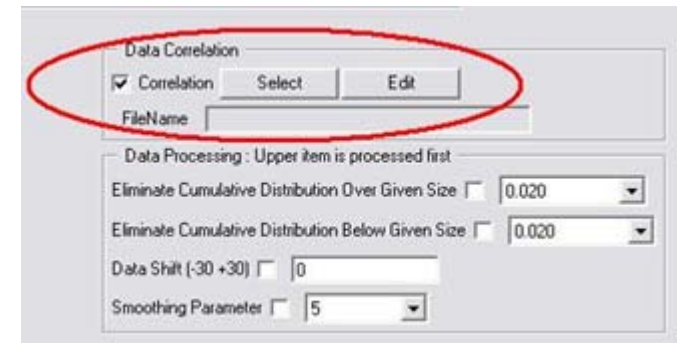 Data Correlation
Correlation Select Edit
FileName
Data Processing : Upper item is processed first
Eliminate Cumulative Distribution Over Given Size 0.020
Eliminate Cumulative Distribution Below Given Size 0.020
Data Shift (-30 +30) 0
Smoothing Parameter 5